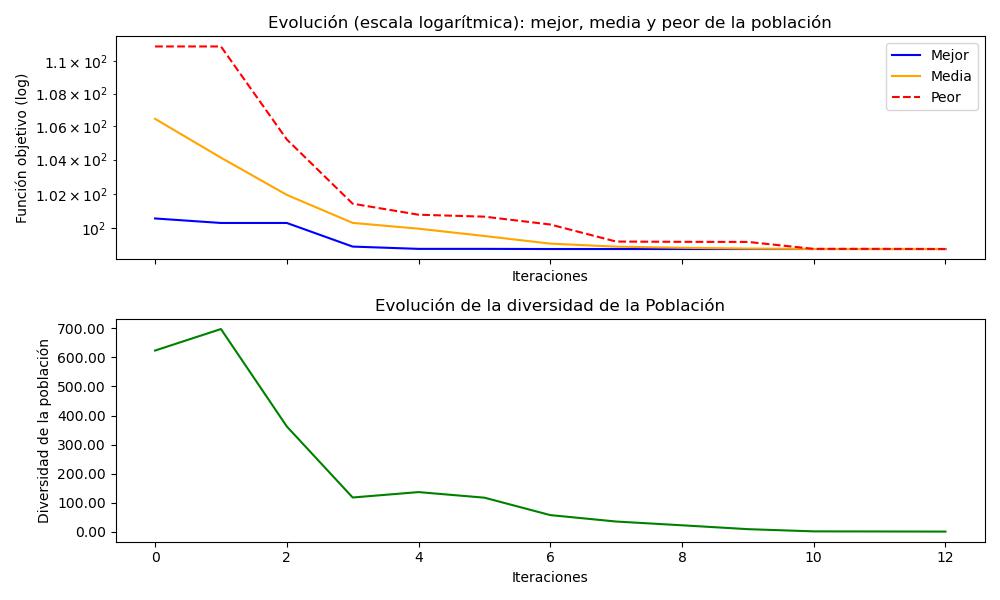 Evolución (escala logarítmica): mejor, media y peor de la población
Función objetivo (log)
1.1 × 10²
1.08 × 10²
1.06 × 10²
1.04 × 10²
1.02 × 10²
10²
Mejor
Media
Peor
Iteraciones
Evolución de la diversidad de la Población
Diversidad de la población
700.00
600.00
500.00
400.00
300.00
200.00
100.00
0.00
0 2 4 6 8 10 12
Iteraciones